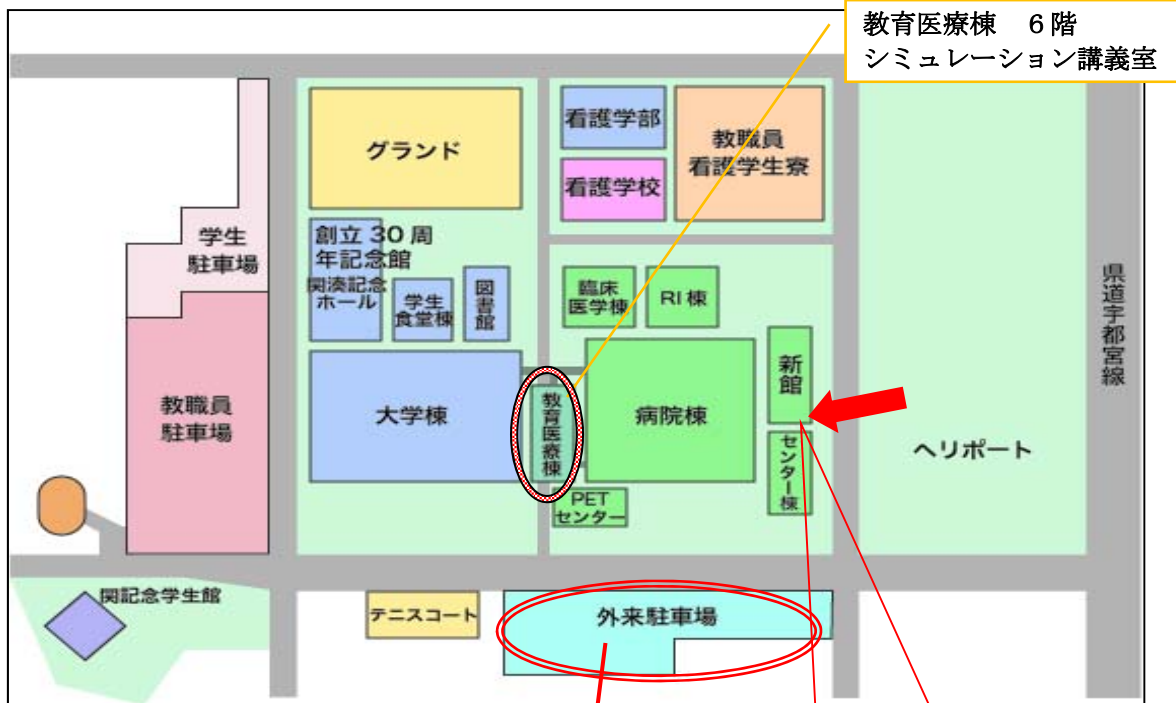 教育医療棟　６階
シミュレーション講義室
グランド
看護学部
看護学校
教職員
看護学生寮
学生
駐車場
創立 30 周
年記念館
関湊記念
ホール
学生
食堂棟
図書館
臨床
医学棟
RI 棟
新館
県道宇都宮線
教職員
駐車場
大学棟
教育医療棟
病院棟
センター棟
ヘリポート
PET
センター
関記念学生館
テニスコート
外来駐車場